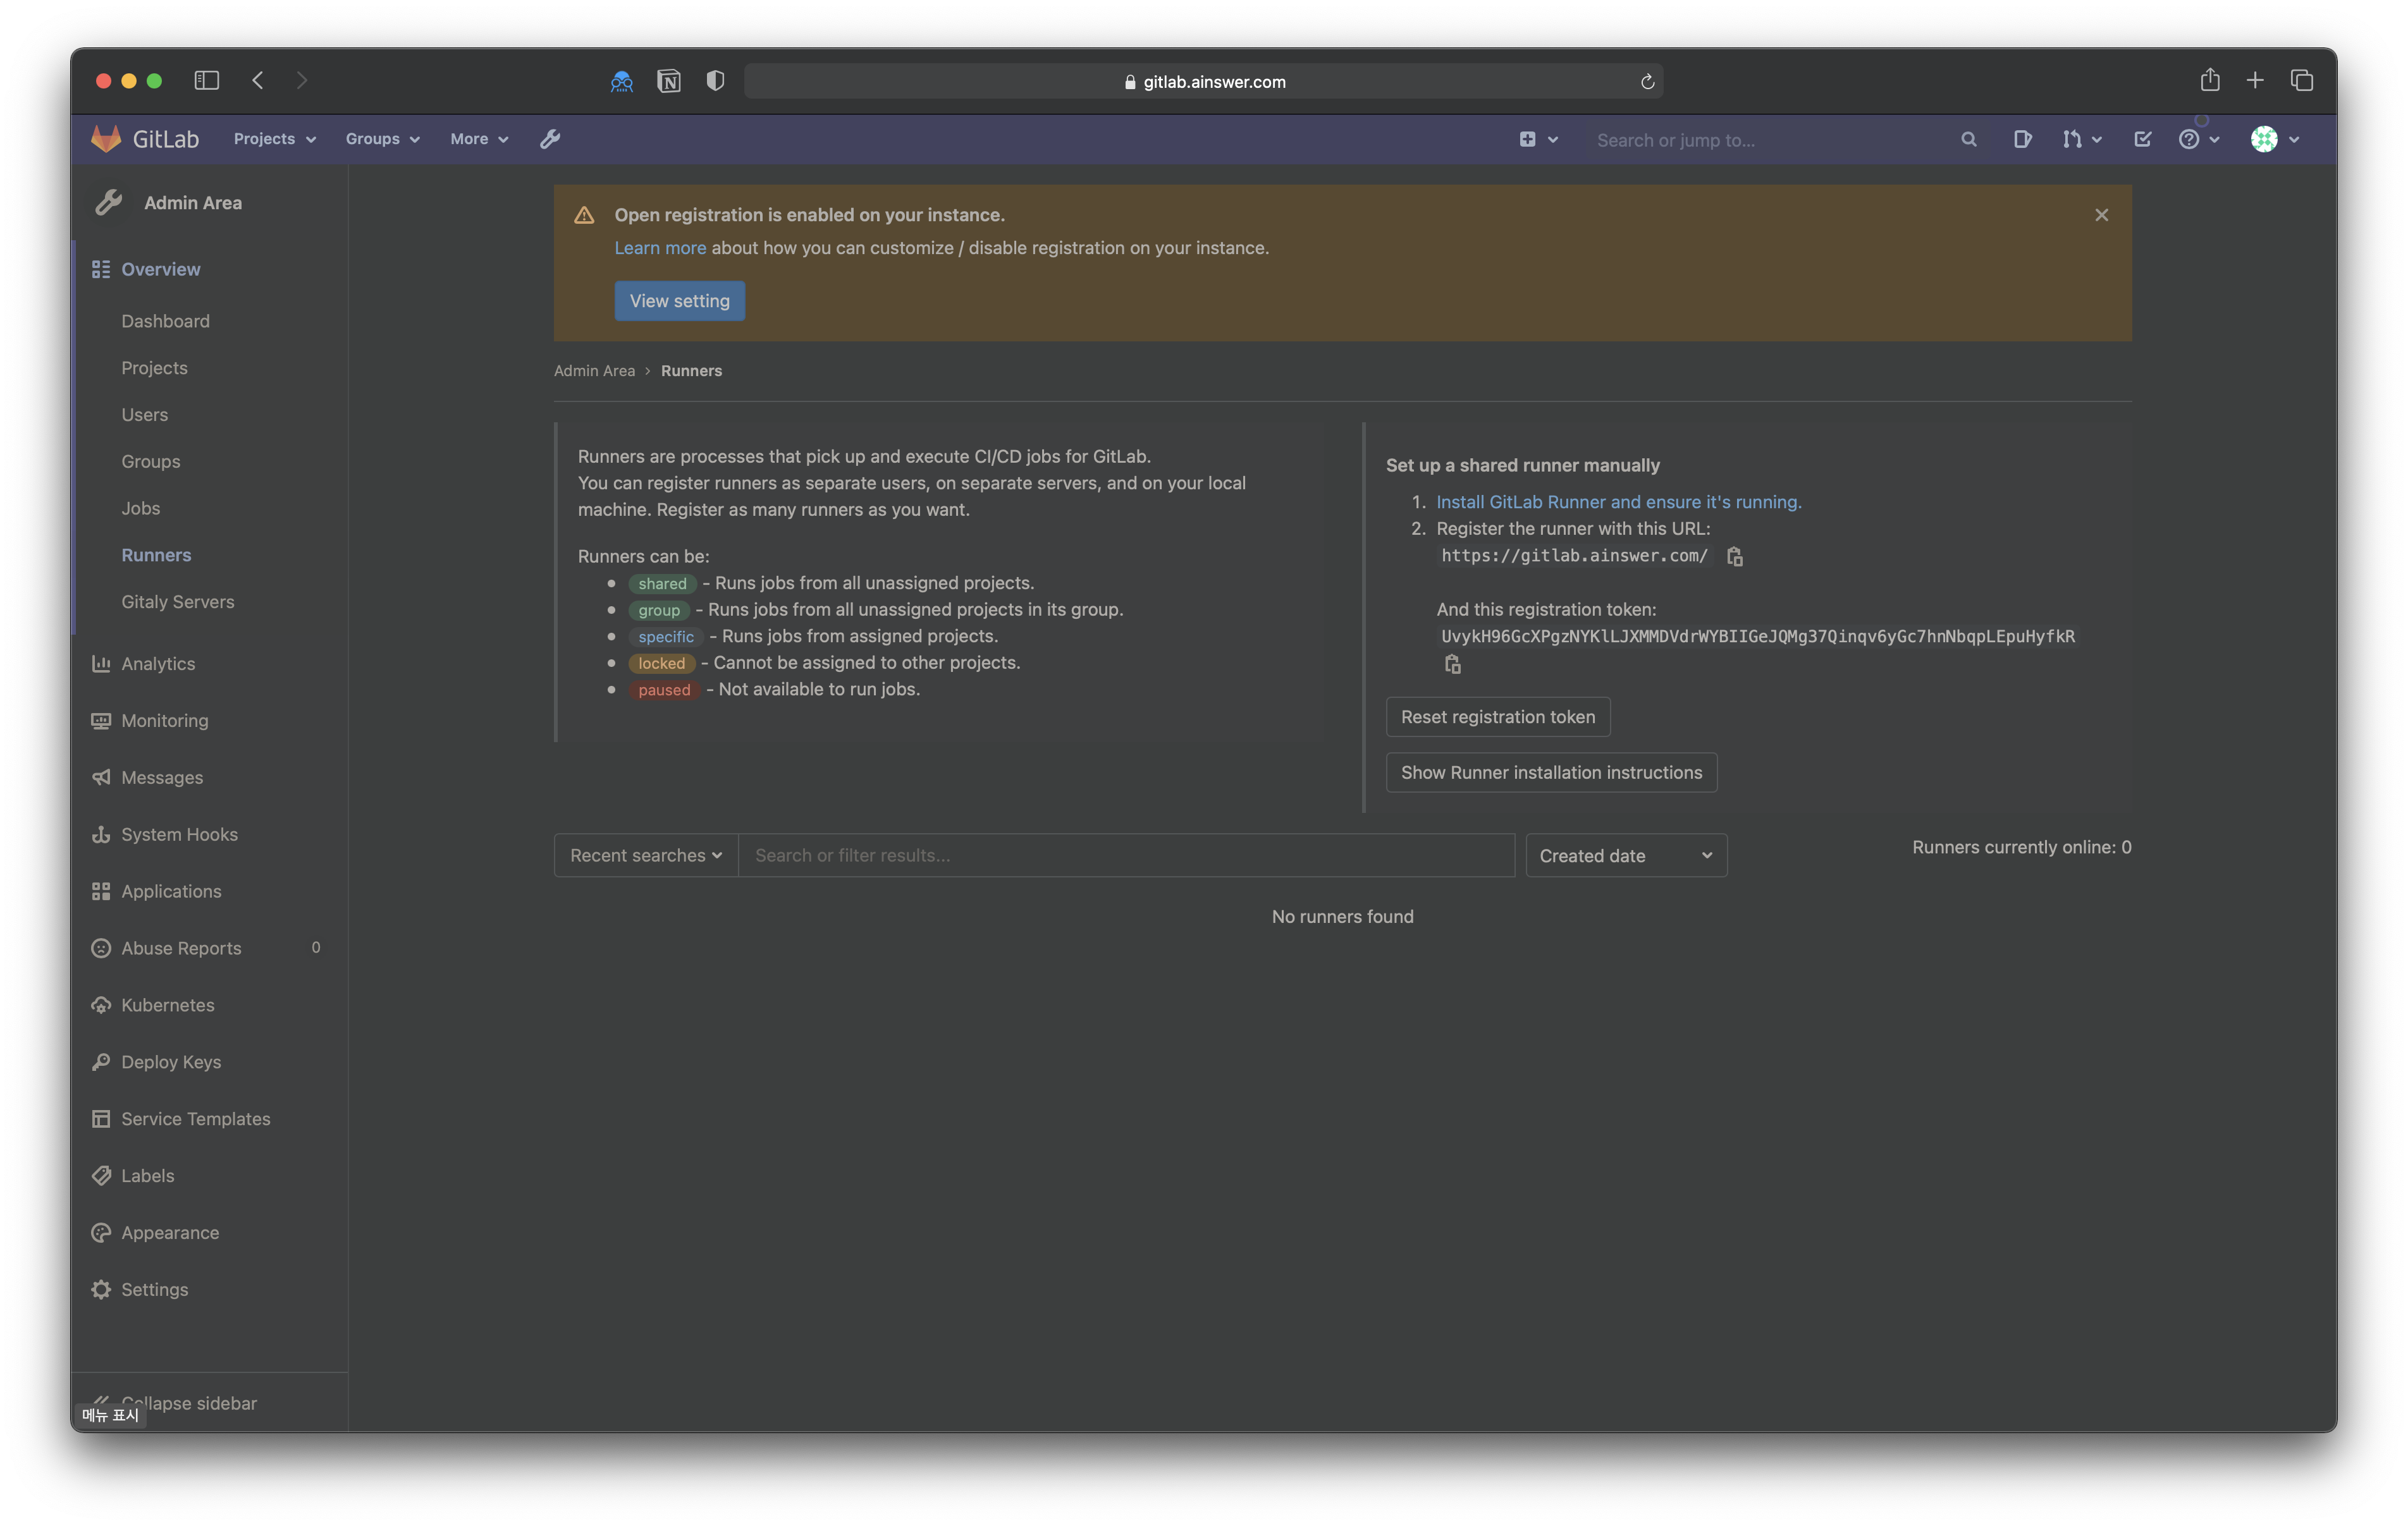 gitlab.ainswer.com
GitLab Projects Groups More Search or jump to...
Admin Area
Overview
Dashboard
Projects
Users
Groups
Jobs
Runners
Gitaly Servers
Analytics
Monitoring
Messages
System Hooks
Applications
Abuse Reports 0
Kubernetes
Deploy Keys
Service Templates
Labels
Appearance
Settings
Collapse sidebar
메뉴 표시
Open registration is enabled on your instance.
Learn more about how you can customize / disable registration on your instance.
View setting
Admin Area › Runners
Runners are processes that pick up and execute CI/CD jobs for GitLab.
You can register runners as separate users, on separate servers, and on your local
machine. Register as many runners as you want.
Runners can be:
shared - Runs jobs from all unassigned projects.
group - Runs jobs from all unassigned projects in its group.
specific - Runs jobs from assigned projects.
locked - Cannot be assigned to other projects.
paused - Not available to run jobs.
Set up a shared runner manually
1. Install GitLab Runner and ensure it's running.
2. Register the runner with this URL:
https://gitlab.ainswer.com/
And this registration token:
UvykH96GcXPgzNYKlLJXMMDVdrWYBIIGeJQMg37Qinqv6yGc7hnNbqpLEpuHyfkR
Reset registration token
Show Runner installation instructions
Recent searches Search or filter results... Created date Runners currently online: 0
No runners found